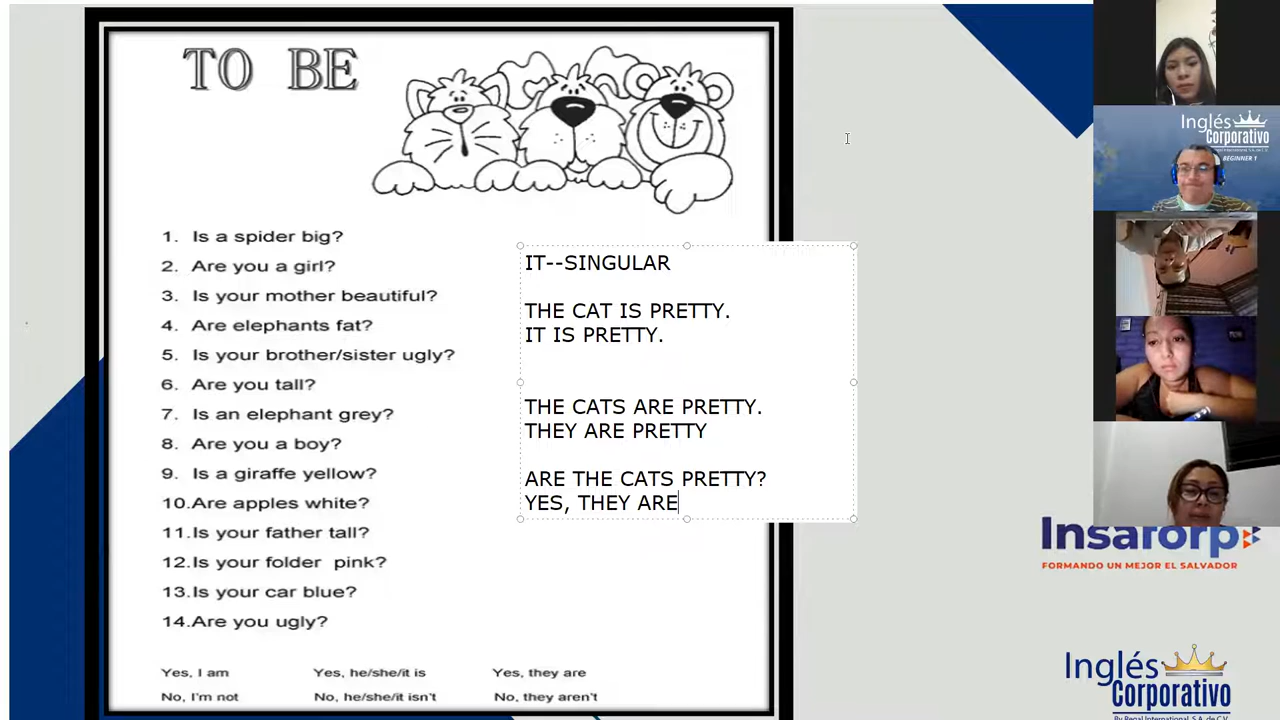 TO BE
1. Is a spider big?
2. Are you a girl?
3. Is your mother beautiful?
4. Are elephants fat?
5. Is your brother/sister ugly?
6. Are you tall?
7. Is an elephant grey?
8. Are you a boy?
9. Is a giraffe yellow?
10.Are apples white?
11.Is your father tall?
12.Is your folder pink?
13.Is your car blue?
14.Are you ugly?
Yes, I am Yes, he/she/it is Yes, they are
No, I'm not No, he/she/it isn't No, they aren't
IT--SINGULAR
THE CAT IS PRETTY.
IT IS PRETTY.
THE CATS ARE PRETTY.
THEY ARE PRETTY
ARE THE CATS PRETTY?
YES, THEY ARE
Inglés
Corporativo
BEGINNER 1
Insaforp
FORMANDO UN MEJOR EL SALVADOR
Inglés
Corporativo
By Regal International, S.A. de C.V.